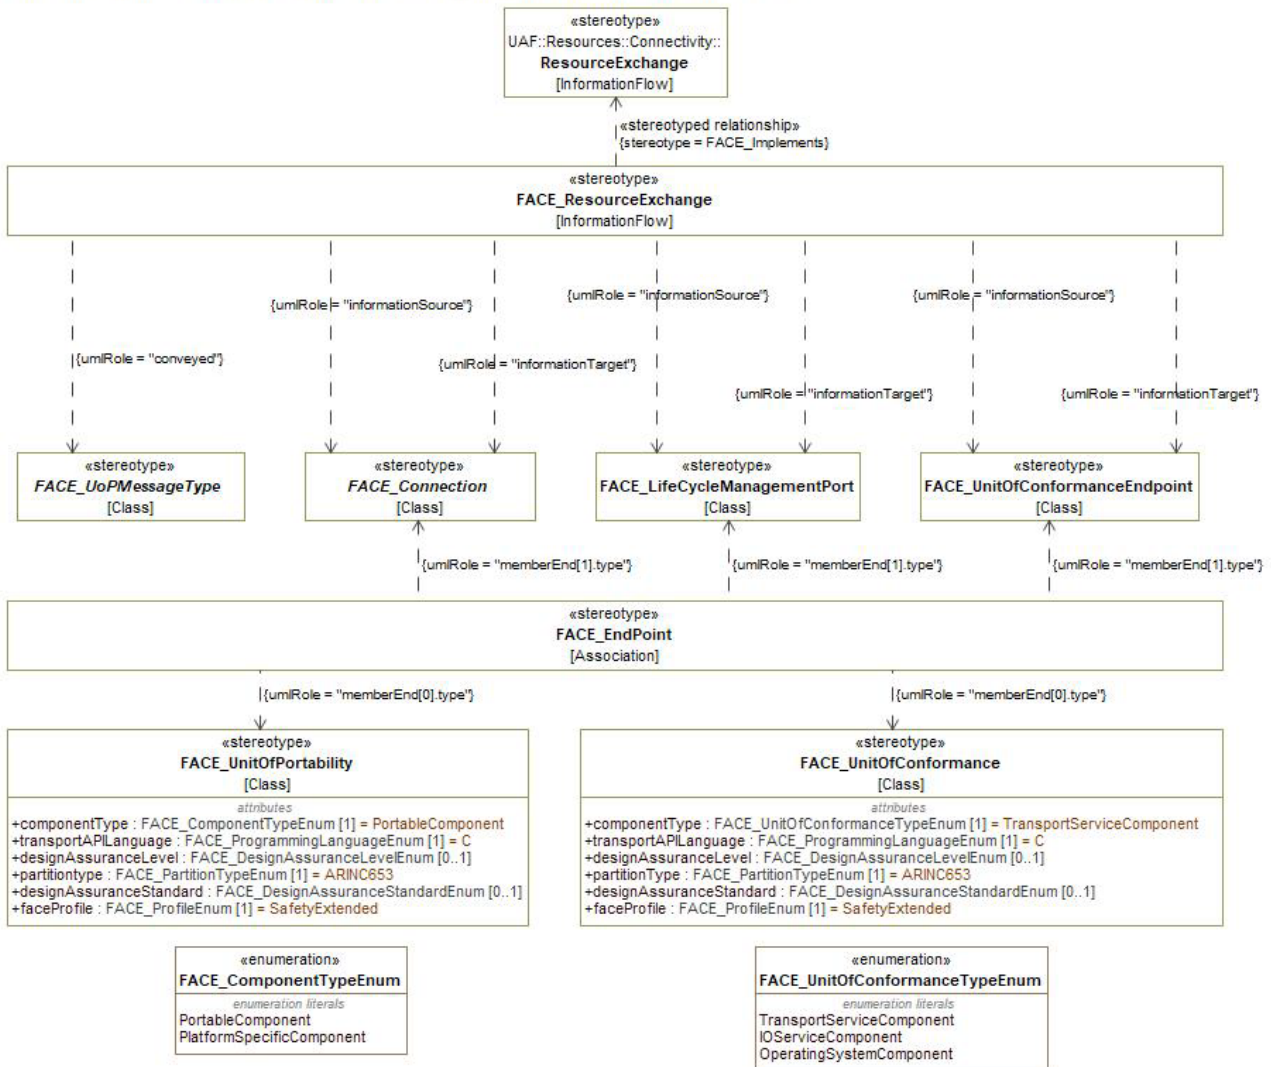 «stereotype»
UAF::Resources::Connectivity::
ResourceExchange
[InformationFlow]
«stereotyped relationship»
{stereotype = FACE_Implements}
«stereotype»
FACE_ResourceExchange
[InformationFlow]
{umlRole = "informationSource"}
{umlRole = "informationSource"}
{umlRole = "informationSource"}
{umlRole = "conveyed"}
{umlRole = "informationTarget"}
{umlRole = "informationTarget"}
{umlRole = "informationTarget"}
«stereotype»
FACE_UoPMessageType
[Class]
«stereotype»
FACE_Connection
[Class]
«stereotype»
FACE_LifeCycleManagementPort
[Class]
«stereotype»
FACE_UnitOfConformanceEndpoint
[Class]
{umlRole = "memberEnd[1].type"}
{umlRole = "memberEnd[1].type"}
{umlRole = "memberEnd[1].type"}
«stereotype»
FACE_EndPoint
[Association]
{umlRole = "memberEnd[0].type"}
{umlRole = "memberEnd[0].type"}
«stereotype»
FACE_UnitOfPortability
[Class]
attributes
+componentType : FACE_ComponentTypeEnum [1] = PortableComponent
+transportAPILanguage : FACE_ProgrammingLanguageEnum [1] = C
+designAssuranceLevel : FACE_DesignAssuranceLevelEnum [0..1]
+partitiontype : FACE_PartitionTypeEnum [1] = ARINC653
+designAssuranceStandard : FACE_DesignAssuranceStandardEnum [0..1]
+faceProfile : FACE_ProfileEnum [1] = SafetyExtended
«stereotype»
FACE_UnitOfConformance
[Class]
attributes
+componentType : FACE_UnitOfConformanceTypeEnum [1] = TransportServiceComponent
+transportAPILanguage : FACE_ProgrammingLanguageEnum [1] = C
+designAssuranceLevel : FACE_DesignAssuranceLevelEnum [0..1]
+partitionType : FACE_PartitionTypeEnum [1] = ARINC653
+designAssuranceStandard : FACE_DesignAssuranceStandardEnum [0..1]
+faceProfile : FACE_ProfileEnum [1] = SafetyExtended
«enumeration»
FACE_ComponentTypeEnum
enumeration literals
PortableComponent
PlatformSpecificComponent
«enumeration»
FACE_UnitOfConformanceTypeEnum
enumeration literals
TransportServiceComponent
IOServiceComponent
OperatingSystemComponent